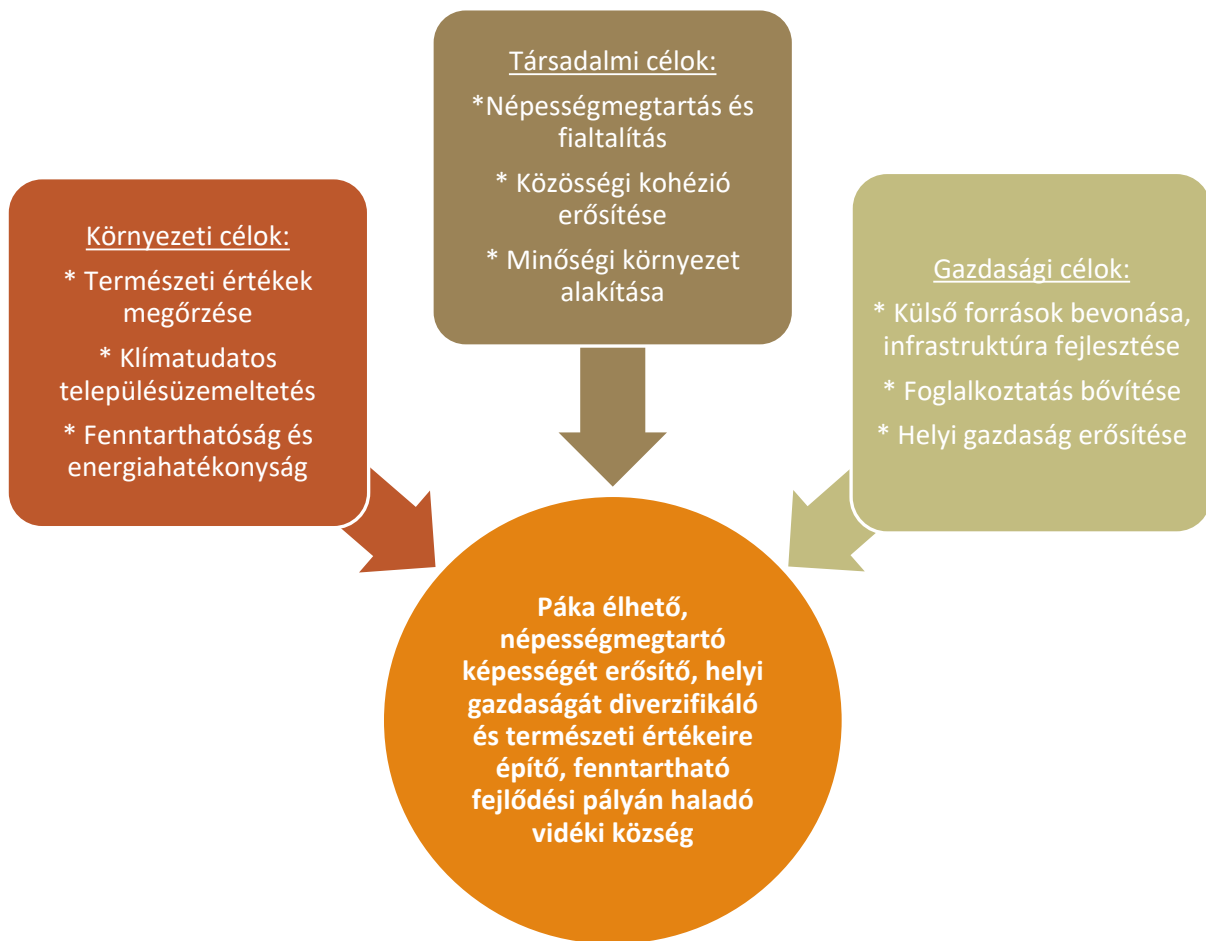 Társadalmi célok:
*Népességmegtartás és
fialtalítás
* Közösségi kohézió
erősítése
* Minőségi környezet
alakítása
Környezeti célok:
* Természeti értékek
megőrzése
* Klímatudatos
településüzemeltetés
* Fenntarthatóság és
energiahatékonyság
Gazdasági célok:
* Külső források bevonása,
infrastruktúra fejlesztése
* Foglalkoztatás bővítése
* Helyi gazdaság erősítése
Páka élhető,
népességmegtartó
képességét erősítő, helyi
gazdaságát diverzifikáló
és természeti értékeire
építő, fenntartható
fejlődési pályán haladó
vidéki község